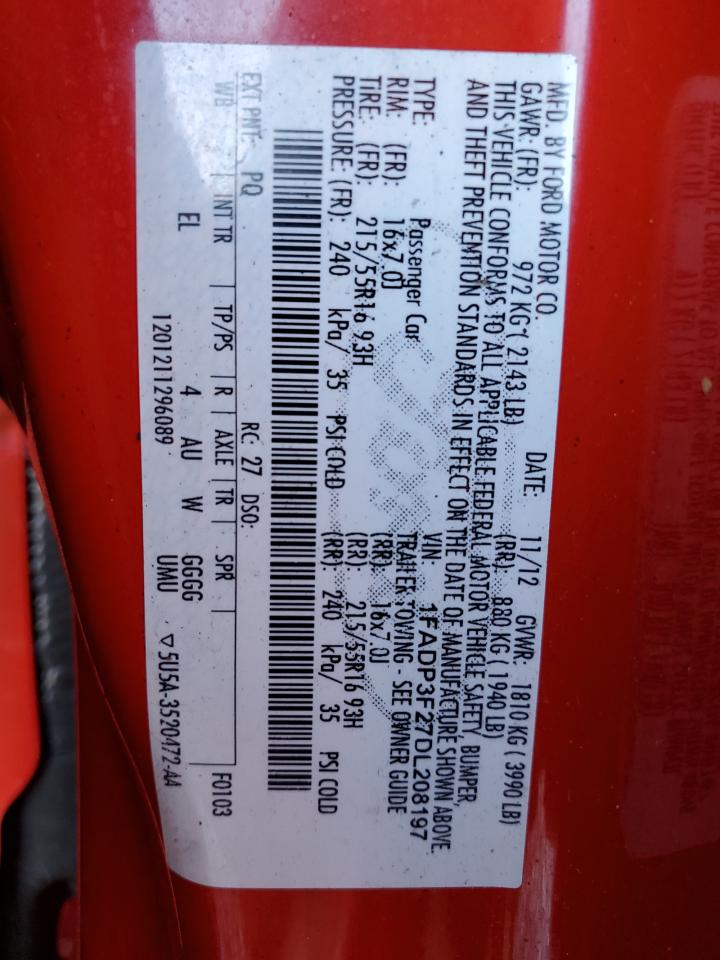 MFD. BY FORD MOTOR CO.
DATE: 11/12 GVWR: 1810 KG ( 3990 LB)
GAWR: (FR): 972 KG ( 2143 LB) (RR): 880 KG ( 1940 LB)
THIS VEHICLE CONFORMS TO ALL APPLICABLE FEDERAL MOTOR VEHICLE SAFETY, BUMPER,
AND THEFT PREVENTION STANDARDS IN EFFECT ON THE DATE OF MANUFACTURE SHOWN ABOVE.
VIN: 1FADP3F27DL208197
TYPE: Passenger Car TRAILER TOWING - SEE OWNER GUIDE
RIM: (FR): 16x7.0J (RR): 16x7.0J
TIRE: (FR): 215/55R16 93H (RR): 215/55R16 93H
PRESSURE: (FR): 240 kPa/ 35 PSI COLD (RR): 240 kPa/ 35 PSI COLD
EXT PNT: PQ RC: 27 DSO: F0103
WB INT TR TP/PS R AXLE TR SPR
EL 4 AU W GGGG
UMU
1201211296089 ▽5U5A-3520472-AA